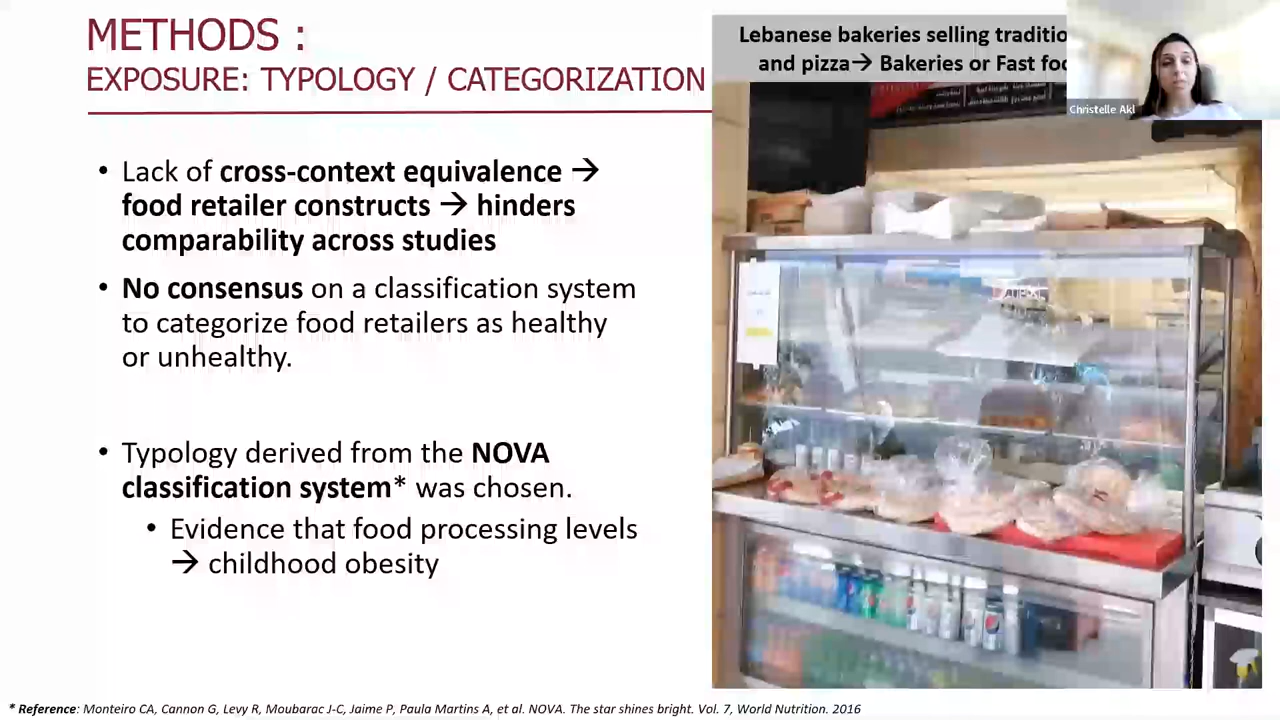 METHODS :
EXPOSURE: TYPOLOGY / CATEGORIZATION
• Lack of cross-context equivalence →
food retailer constructs → hinders
comparability across studies
• No consensus on a classification system
to categorize food retailers as healthy
or unhealthy.
• Typology derived from the NOVA
classification system* was chosen.
• Evidence that food processing levels
→ childhood obesity
Lebanese bakeries selling traditio
and pizza→ Bakeries or Fast foo
Christelle Akl
* Reference: Monteiro CA, Cannon G, Levy R, Moubarac J-C, Jaime P, Paula Martins A, et al. NOVA. The star shines bright. Vol. 7, World Nutrition. 2016